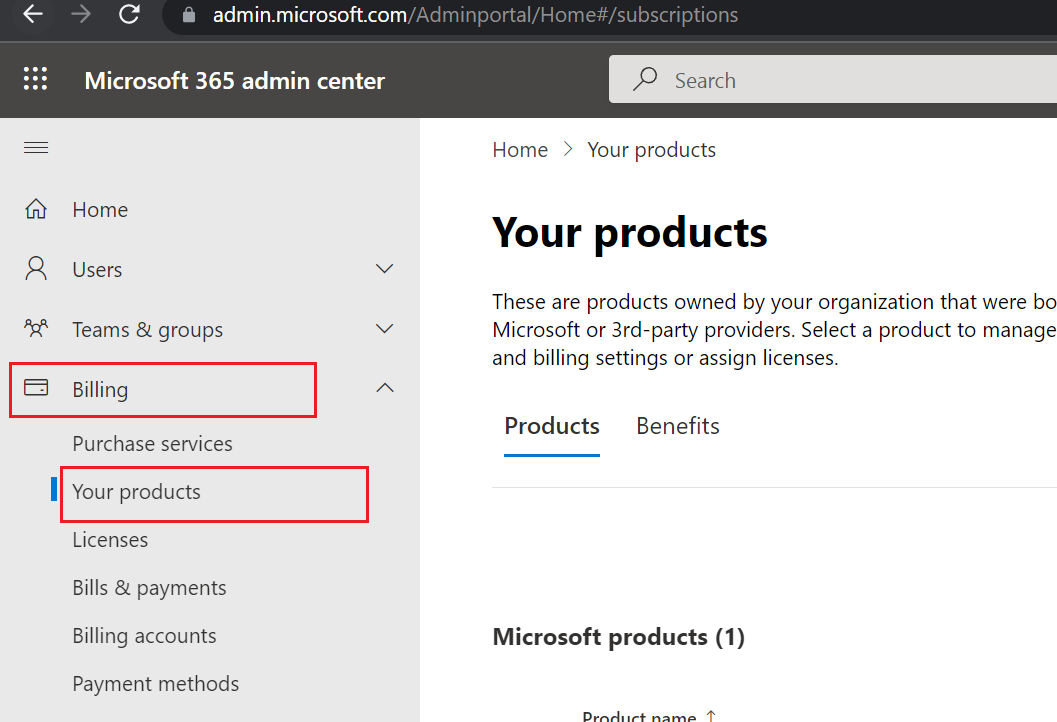 admin.microsoft.com/Adminportal/Home#/subscriptions
Microsoft 365 admin center
Search
Home
Users
Teams & groups
Billing
Purchase services
Your products
Licenses
Bills & payments
Billing accounts
Payment methods
Home > Your products
Your products
These are products owned by your organization that were bo
Microsoft or 3rd-party providers. Select a product to manage
and billing settings or assign licenses.
Products Benefits
Microsoft products (1)
Product name ↑